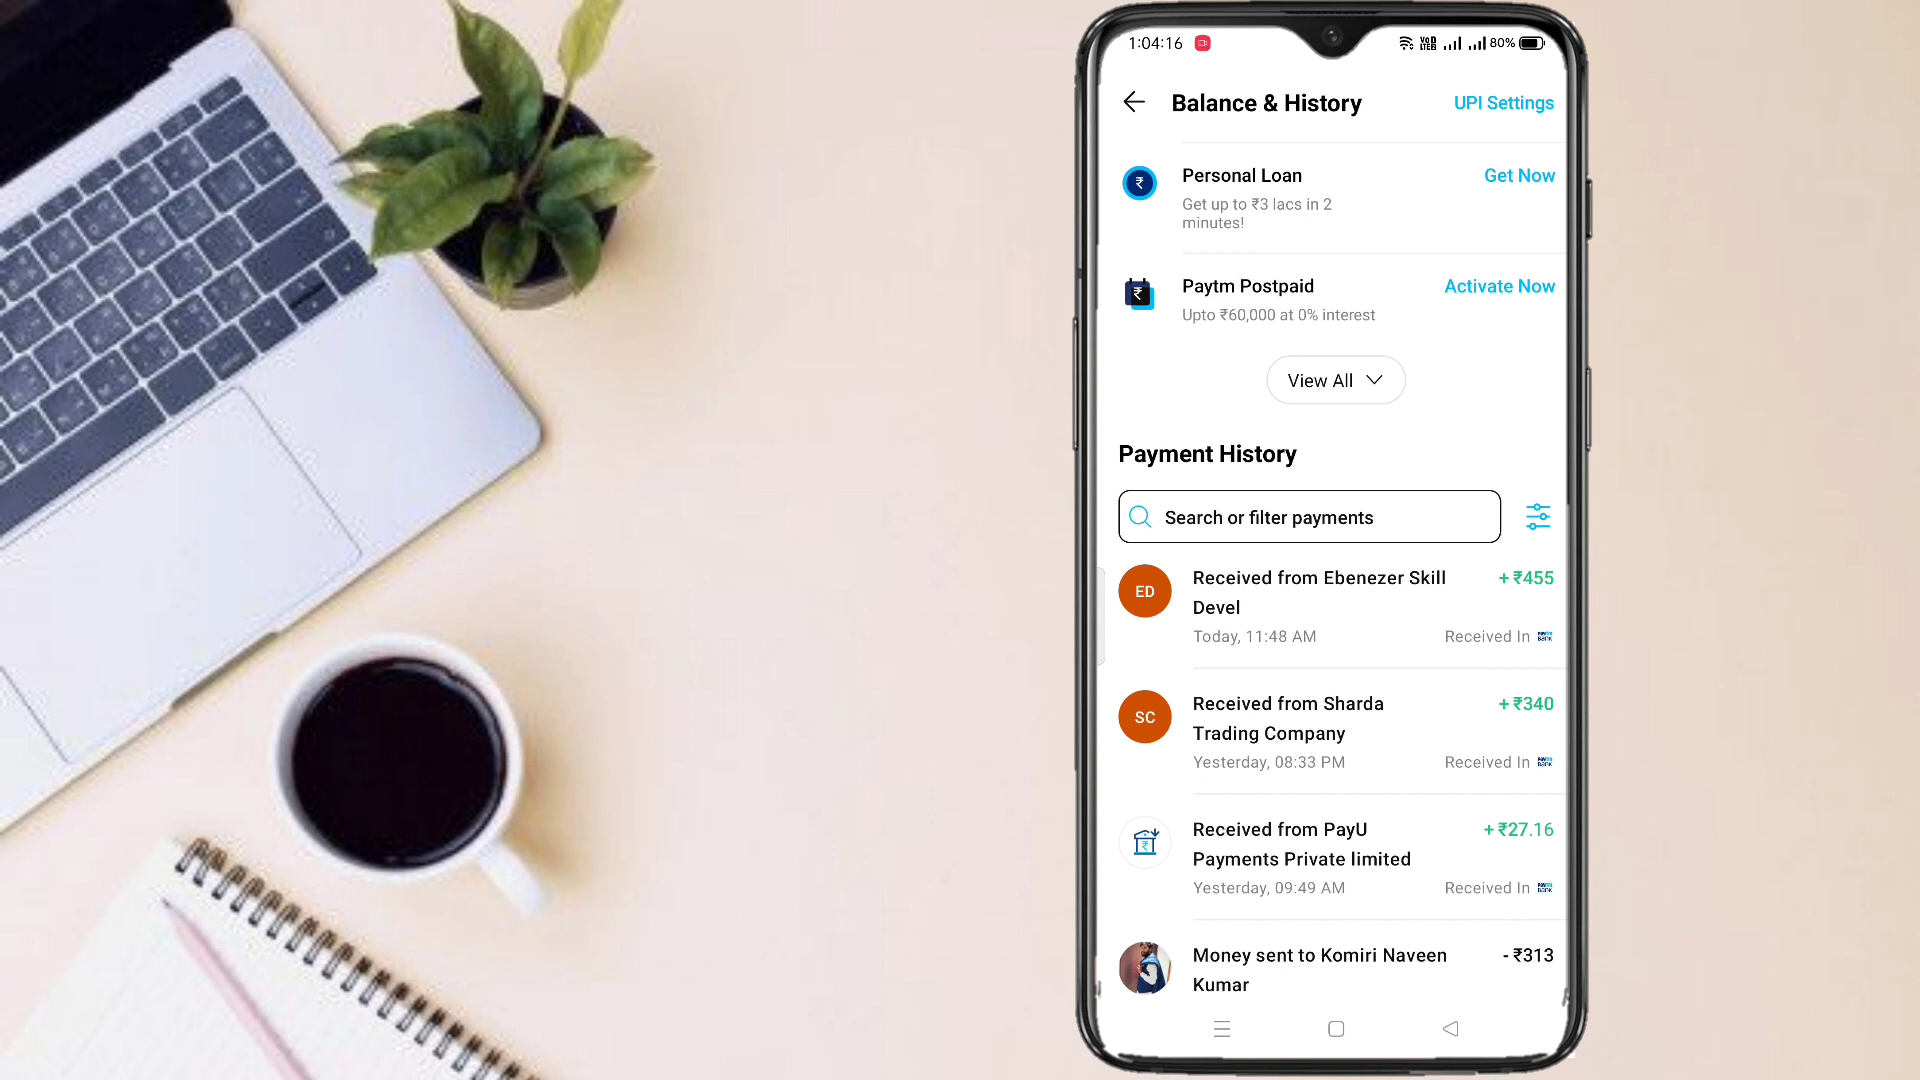 1:04:16
80%
Balance & History
UPI Settings
Personal Loan
Get Now
Get up to ₹3 lacs in 2
minutes!
Paytm Postpaid
Activate Now
Upto ₹60,000 at 0% interest
View All
Payment History
Search or filter payments
ED
Received from Ebenezer Skill
+ ₹455
Devel
Today, 11:48 AM
Received In
SC
Received from Sharda
+ ₹340
Trading Company
Yesterday, 08:33 PM
Received In
Received from PayU
+ ₹27.16
Payments Private limited
Yesterday, 09:49 AM
Received In
Money sent to Komiri Naveen
- ₹313
Kumar